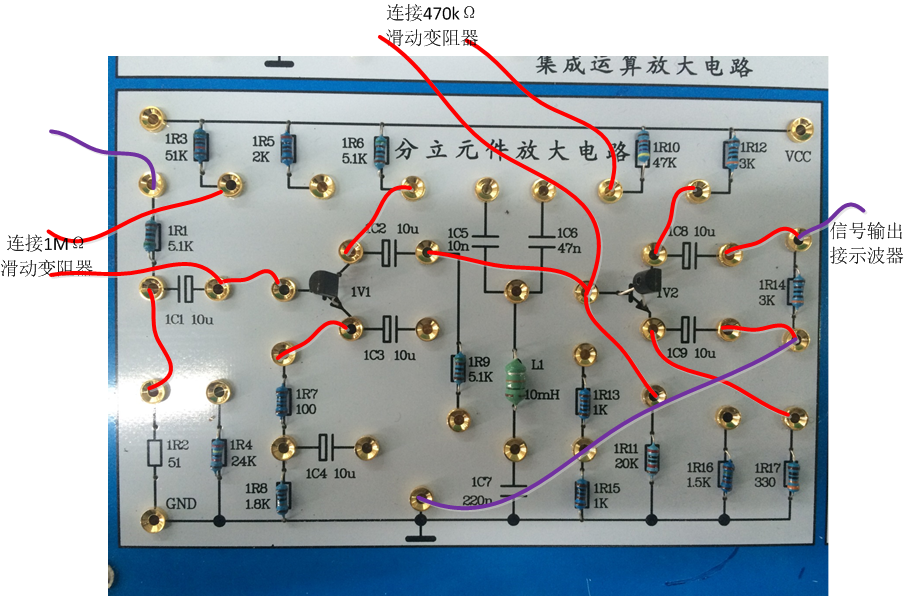 连接470kΩ
滑动变阻器
集成运算放大电路
分立元件放大电路
1R3
51K
1R5
2K
1R6
5.1K
1R10
47K
1R12
3K
VCC
1R1
5.1K
1C2 10u
1C5
10n
1C6
47n
1C8 10u
信号输出
接示波器
连接1MΩ
滑动变阻器
1V1
1V2
1R14
3K
1C1 10u
1C3 10u
1C9 10u
1R9
5.1K
L1
10mH
1R7
100
1R13
1K
1R2
51
1R4
24K
1C4 10u
1R11
20K
1R16
1.5K
1R17
330
1R8
1.8K
1C7
220n
1R15
1K
GND